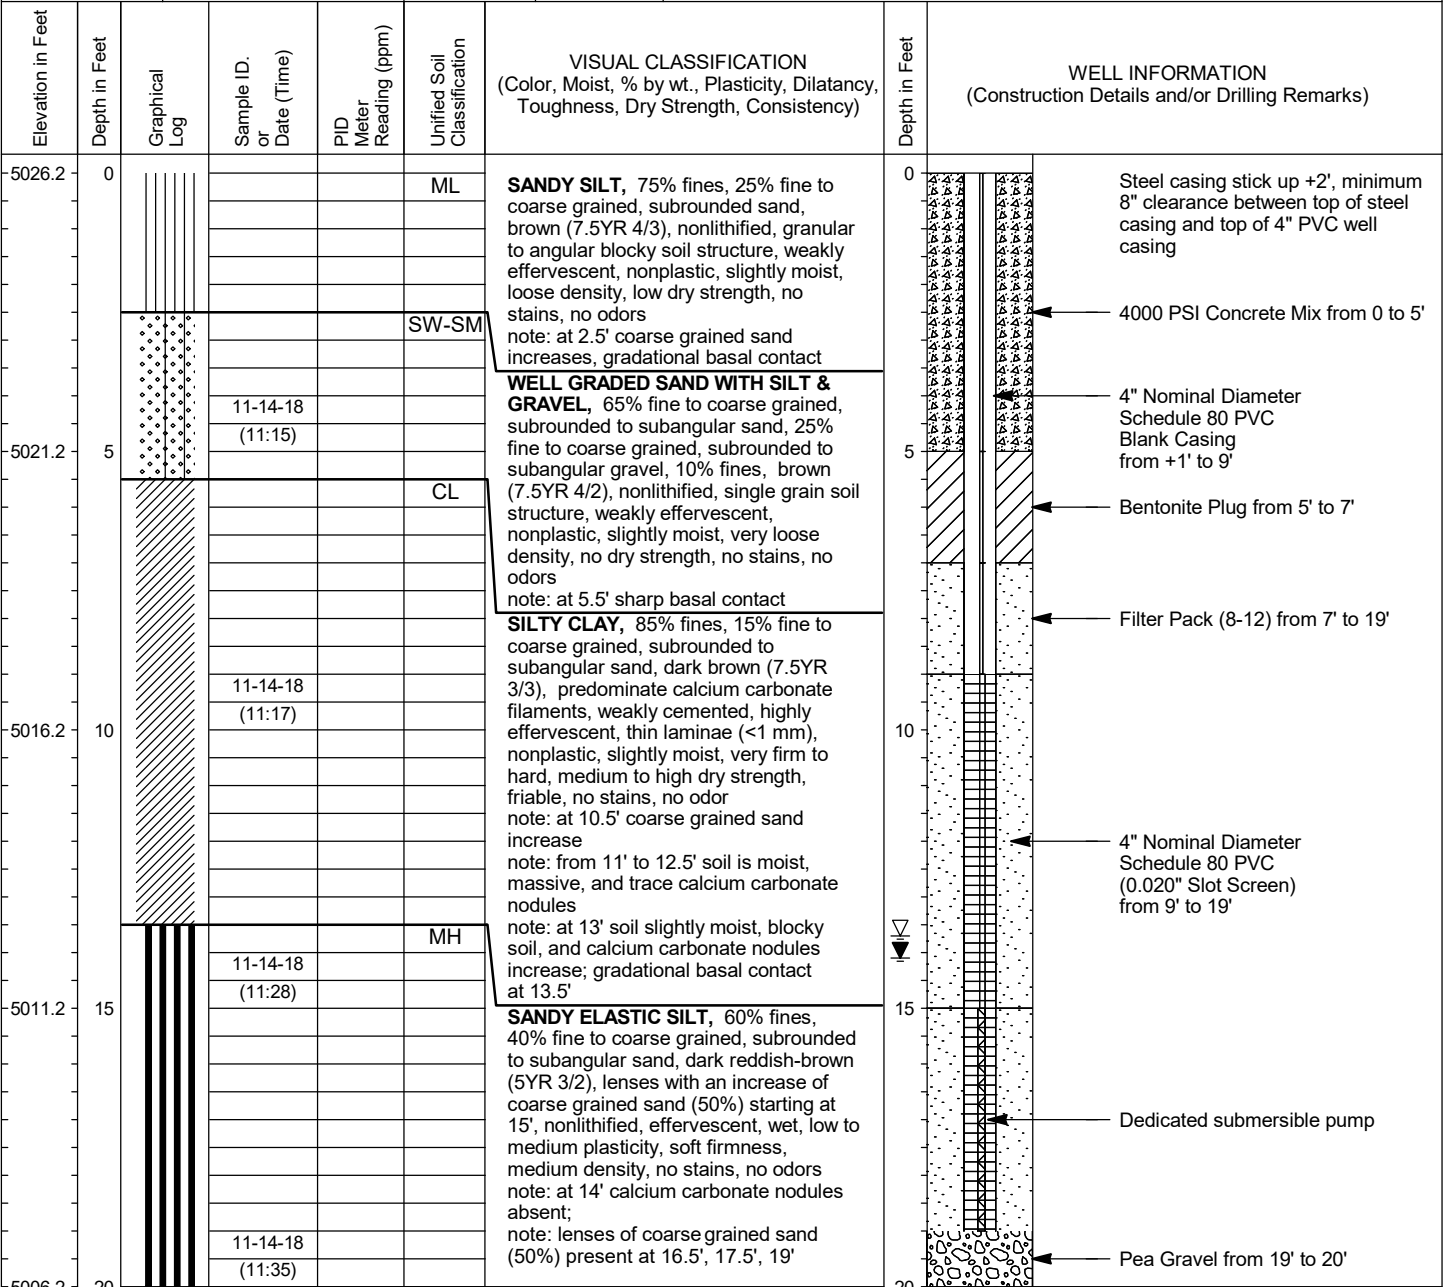 Elevation in Feet
Depth in Feet
Graphical
Log
Sample ID.
or
Date (Time)
PID
Meter
Reading (ppm)
Unified Soil
Classification
VISUAL CLASSIFICATION
(Color, Moist, % by wt., Plasticity, Dilatancy,
Toughness, Dry Strength, Consistency)
Depth in Feet
WELL INFORMATION
(Construction Details and/or Drilling Remarks)
5026.2
0
5021.2
5
5016.2
10
5011.2
15
5006.2
20
11-14-18
(11:15)
11-14-18
(11:17)
11-14-18
(11:28)
11-14-18
(11:35)
ML
SW-SM
CL
MH
SANDY SILT, 75% fines, 25% fine to
coarse grained, subrounded sand,
brown (7.5YR 4/3), nonlithified, granular
to angular blocky soil structure, weakly
effervescent, nonplastic, slightly moist,
loose density, low dry strength, no
stains, no odors
note: at 2.5' coarse grained sand
increases, gradational basal contact
WELL GRADED SAND WITH SILT &
GRAVEL, 65% fine to coarse grained,
subrounded to subangular sand, 25%
fine to coarse grained, subrounded to
subangular gravel, 10% fines, brown
(7.5YR 4/2), nonlithified, single grain soil
structure, weakly effervescent,
nonplastic, slightly moist, very loose
density, no dry strength, no stains, no
odors
note: at 5.5' sharp basal contact
SILTY CLAY, 85% fines, 15% fine to
coarse grained, subrounded to
subangular sand, dark brown (7.5YR
3/3), predominate calcium carbonate
filaments, weakly cemented, highly
effervescent, thin laminae (<1 mm),
nonplastic, slightly moist, very firm to
hard, medium to high dry strength,
friable, no stains, no odor
note: at 10.5' coarse grained sand
increase
note: from 11' to 12.5' soil is moist,
massive, and trace calcium carbonate
nodules
note: at 13' soil slightly moist, blocky
soil, and calcium carbonate nodules
increase; gradational basal contact
at 13.5'
SANDY ELASTIC SILT, 60% fines,
40% fine to coarse grained, subrounded
to subangular sand, dark reddish-brown
(5YR 3/2), lenses with an increase of
coarse grained sand (50%) starting at
15', nonlithified, effervescent, wet, low to
medium plasticity, soft firmness,
medium density, no stains, no odors
note: at 14' calcium carbonate nodules
absent;
note: lenses of coarse grained sand
(50%) present at 16.5', 17.5', 19'
0
5
10
15
20
Steel casing stick up +2', minimum
8" clearance between top of steel
casing and top of 4" PVC well
casing
4000 PSI Concrete Mix from 0 to 5'
4" Nominal Diameter
Schedule 80 PVC
Blank Casing
from +1' to 9'
Bentonite Plug from 5' to 7'
Filter Pack (8-12) from 7' to 19'
4" Nominal Diameter
Schedule 80 PVC
(0.020" Slot Screen)
from 9' to 19'
Dedicated submersible pump
Pea Gravel from 19' to 20'